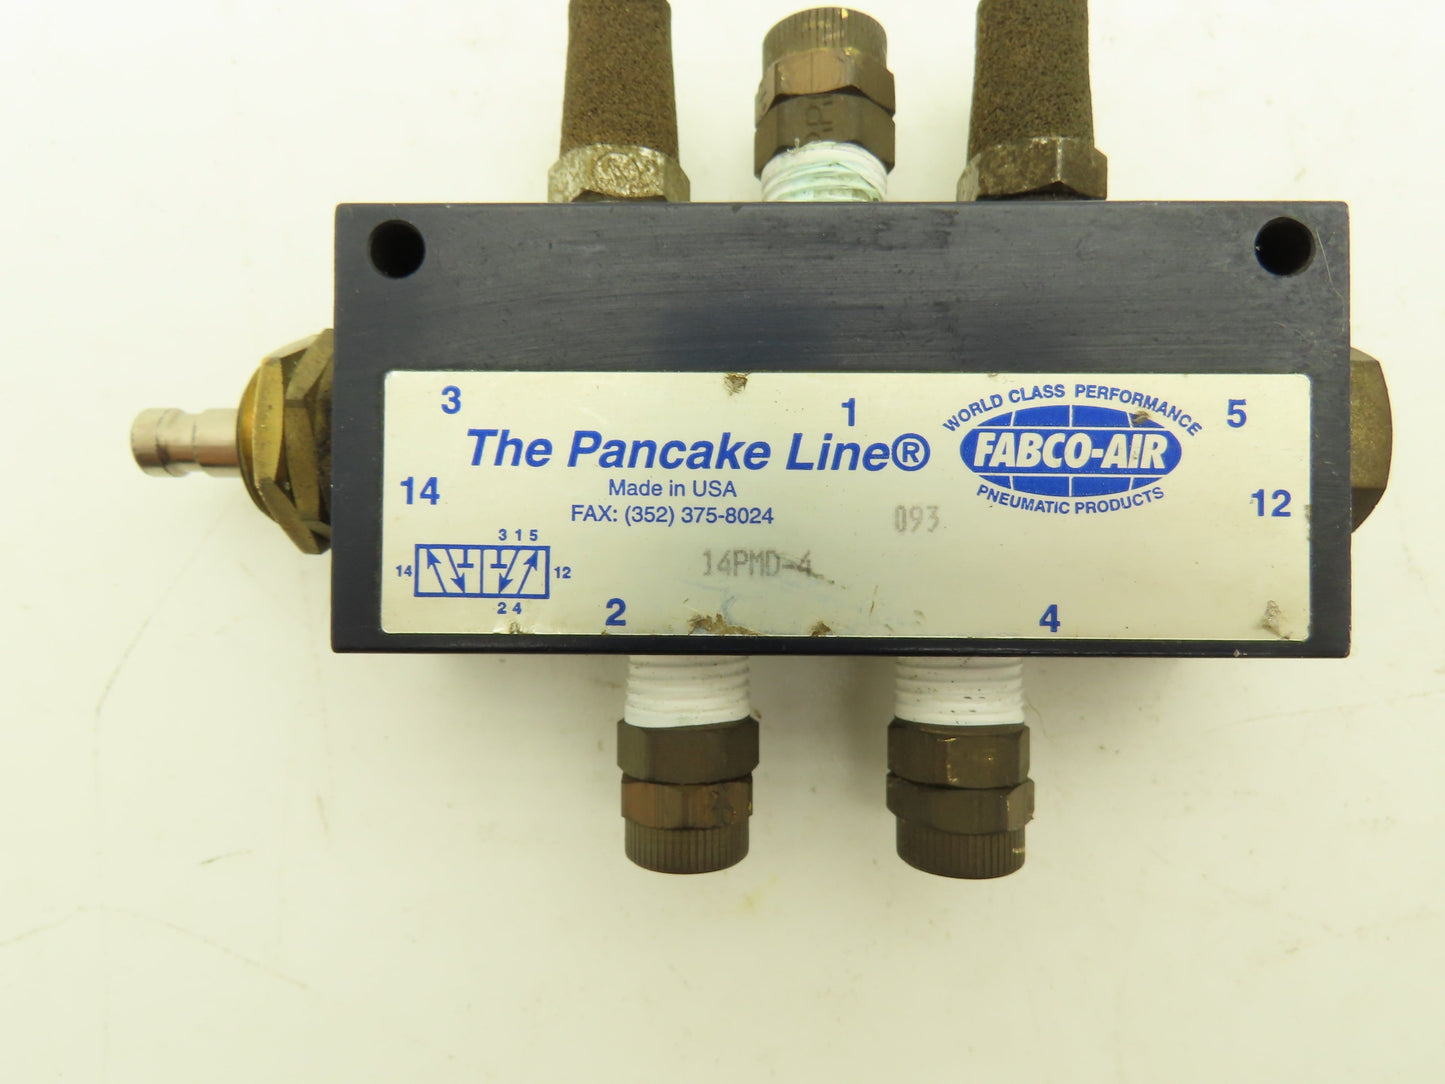 3
1
5
WORLD CLASS PERFORMANCE
FABCO-AIR
PNEUMATIC PRODUCTS
The Pancake Line®
Made in USA
FAX: (352) 375-8024
14
12
093
14PMD-4
3 1 5
14
12
2 4
2
4